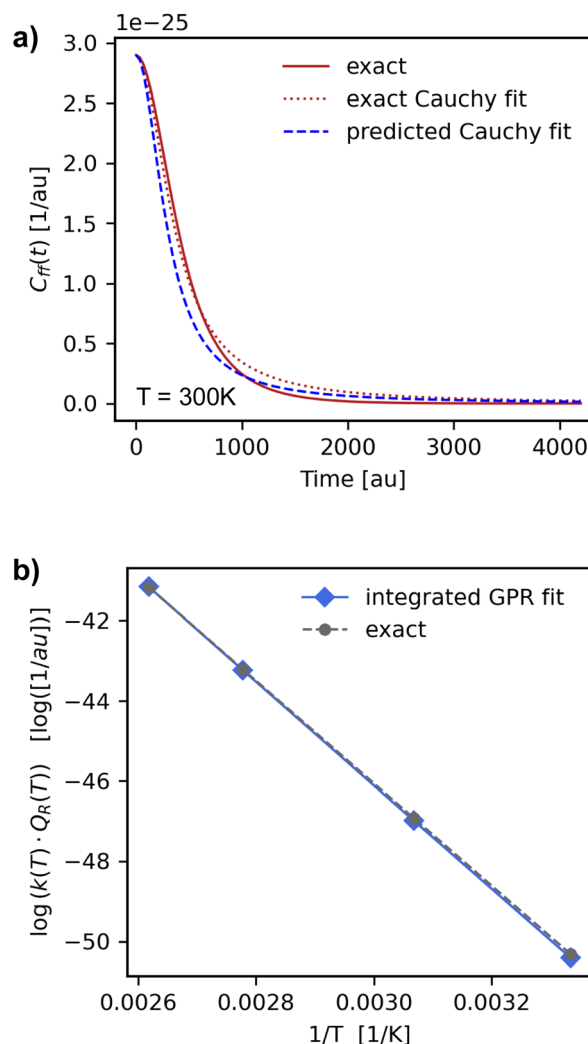 a)
1e−25
exact
exact Cauchy fit
predicted Cauchy fit
3.0
2.5
2.0
1.5
1.0
0.5
0.0
C_ff(t) [1/au]
T = 300K
0 1000 2000 3000 4000
Time [au]
b)
integrated GPR fit
exact
−42
−44
−46
−48
−50
log (k(T) · Q_R(T)) [log([1/au])]
0.0026 0.0028 0.0030 0.0032
1/T [1/K]